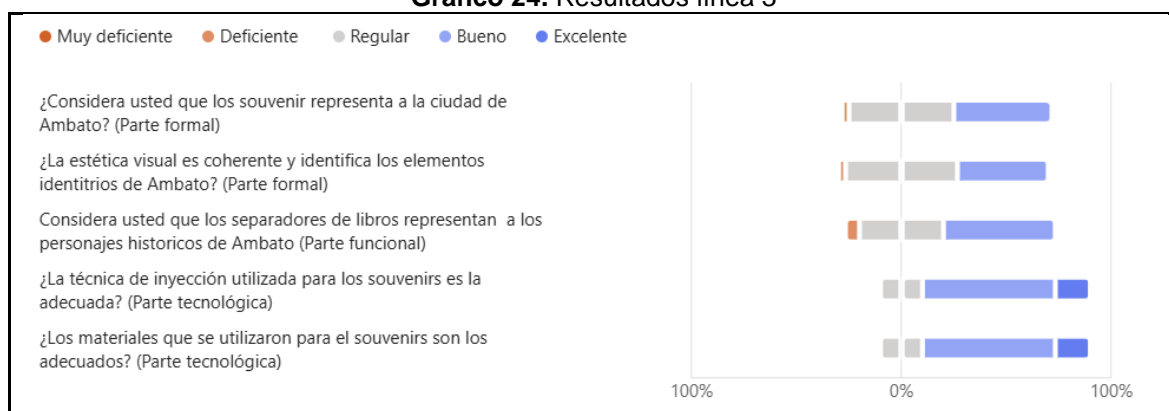 Gráfico 24. Resultados línea 5
Muy deficiente Deficiente Regular Bueno Excelente
¿Considera usted que los souvenir representa a la ciudad de
Ambato? (Parte formal)
¿La estética visual es coherente y identifica los elementos
identitrios de Ambato? (Parte formal)
Considera usted que los separadores de libros representan a los
personajes historicos de Ambato (Parte funcional)
¿La técnica de inyección utilizada para los souvenirs es la
adecuada? (Parte tecnológica)
¿Los materiales que se utilizaron para el souvenirs son los
adecuados? (Parte tecnológica)
100% 0% 100%